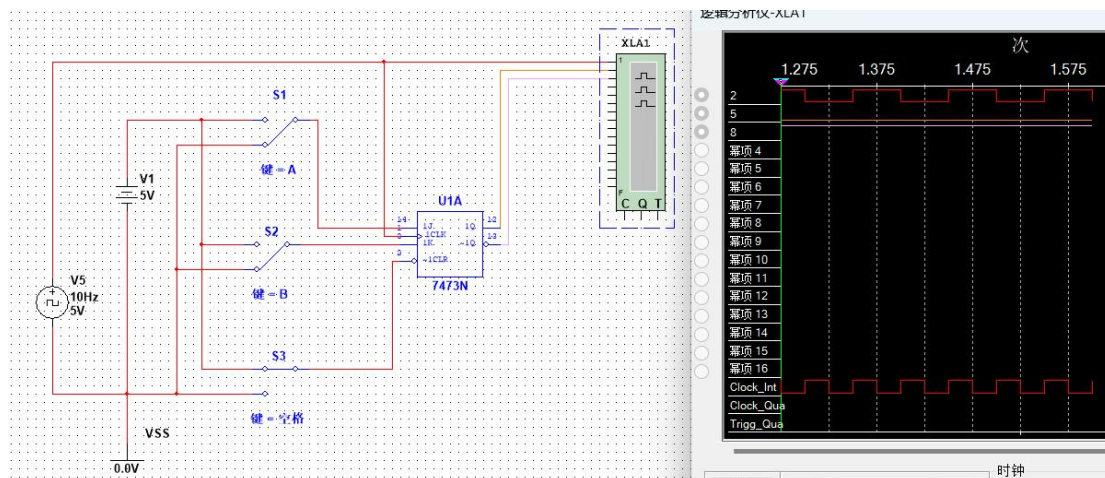 逻辑分析仪-XLA1
XLA1
1
F
C Q T
S1
键 = A
V1
5V
U1A
14
1
3
2
1J
1CLK
1K
~1CLR
1Q
~1Q
12
13
7473N
S2
键 = B
V5
10Hz
5V
S3
键 = 空格
VSS
0.0V
次
1.275 1.375 1.475 1.575
2
5
8
幂项 4
幂项 5
幂项 6
幂项 7
幂项 8
幂项 9
幂项 10
幂项 11
幂项 12
幂项 13
幂项 14
幂项 15
幂项 16
Clock_Int
Clock_Qua
Trigg_Qua
时钟